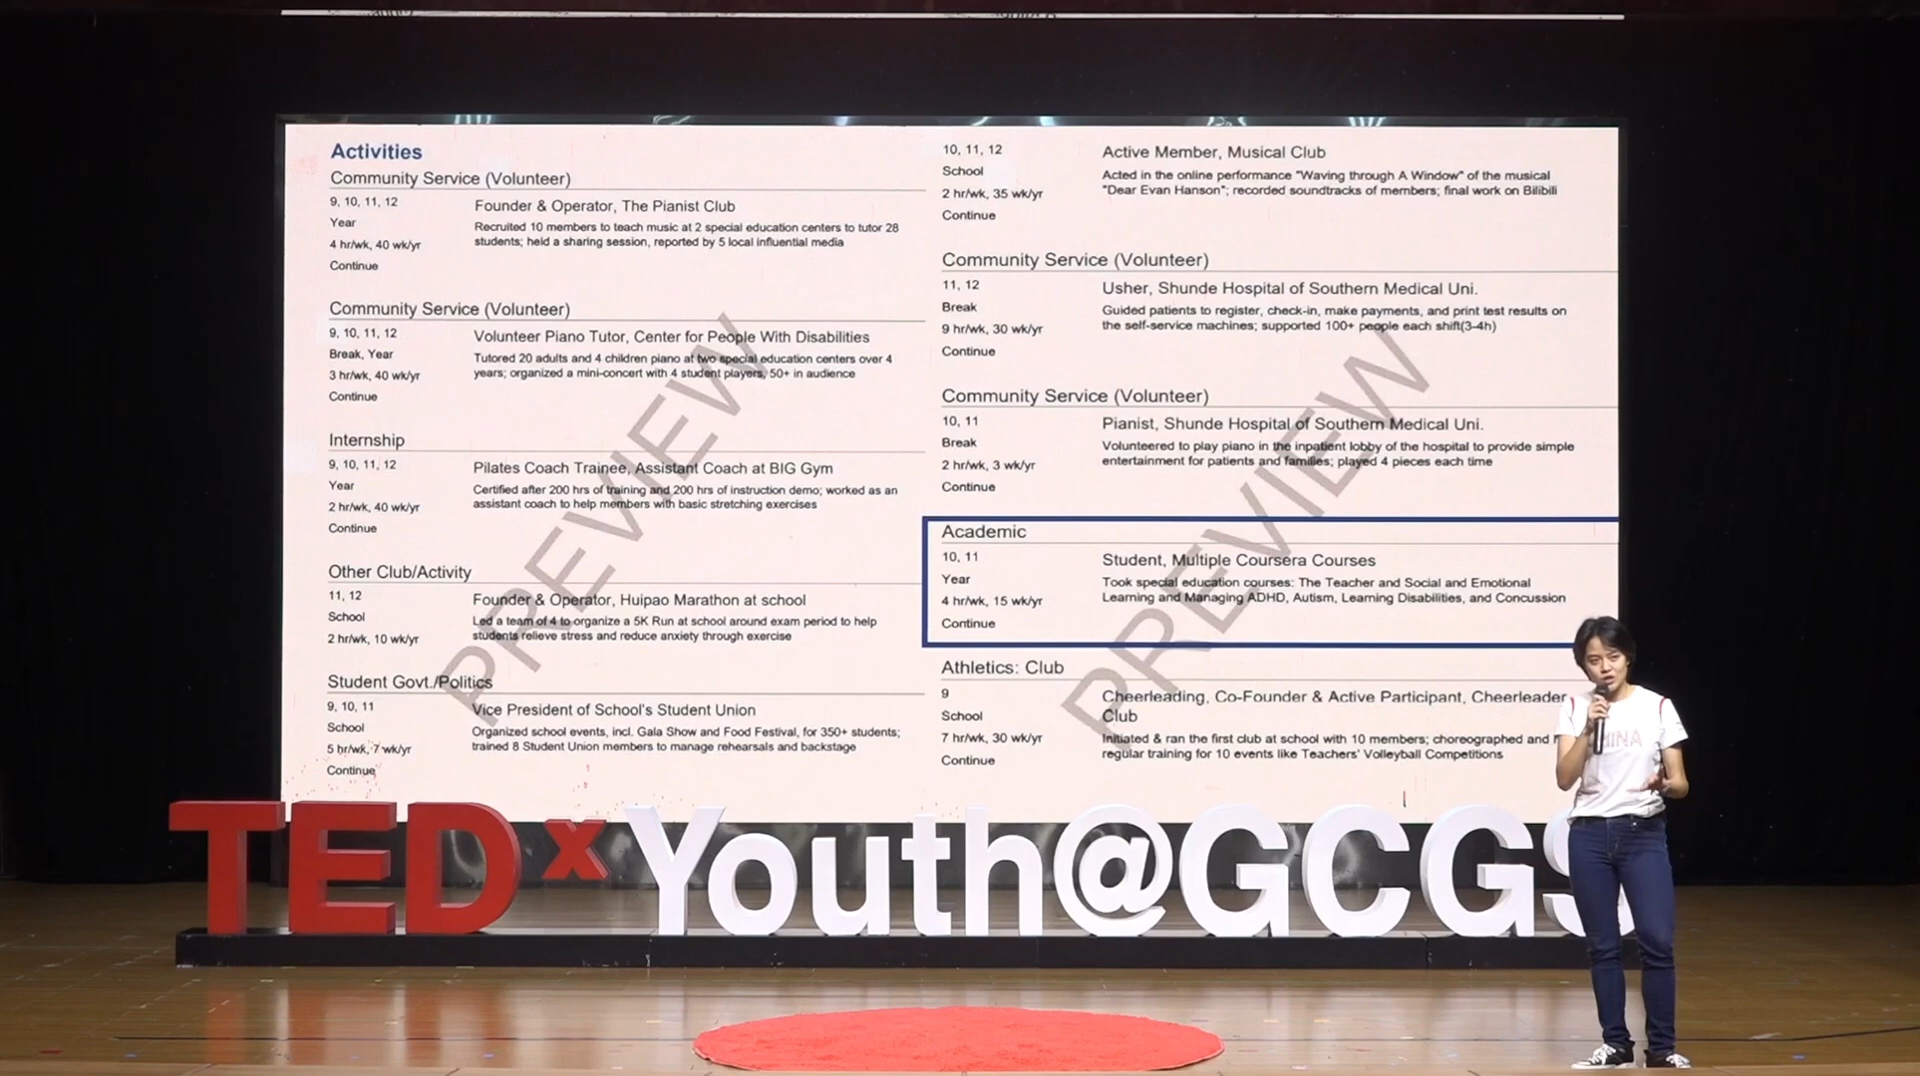 Activities
Community Service (Volunteer)
9, 10, 11, 12
Year
4 hr/wk, 40 wk/yr
Continue
Founder & Operator, The Pianist Club
Recruited 10 members to teach music at 2 special education centers to tutor 28
students; held a sharing session, reported by 5 local influential media
Community Service (Volunteer)
9, 10, 11, 12
Break, Year
3 hr/wk, 40 wk/yr
Continue
Volunteer Piano Tutor, Center for People With Disabilities
Tutored 20 adults and 4 children piano at two special education centers over 4
years; organized a mini-concert with 4 student players, 50+ in audience
Internship
9, 10, 11, 12
Year
2 hr/wk, 40 wk/yr
Continue
Pilates Coach Trainee, Assistant Coach at BIG Gym
Certified after 200 hrs of training and 200 hrs of instruction demo; worked as an
assistant coach to help members with basic stretching exercises
Other Club/Activity
11, 12
School
2 hr/wk, 10 wk/yr
Founder & Operator, Huipao Marathon at school
Led a team of 4 to organize a 5K Run at school around exam period to help
students relieve stress and reduce anxiety through exercise
Student Govt./Politics
9, 10, 11
School
5 hr/wk, 7 wk/yr
Continue
Vice President of School's Student Union
Organized school events, incl. Gala Show and Food Festival, for 350+ students;
trained 8 Student Union members to manage rehearsals and backstage
PREVIEW
10, 11, 12
School
2 hr/wk, 35 wk/yr
Continue
Active Member, Musical Club
Acted in the online performance "Waving through A Window" of the musical
"Dear Evan Hanson"; recorded soundtracks of members; final work on Bilibili
Community Service (Volunteer)
11, 12
Break
9 hr/wk, 30 wk/yr
Continue
Usher, Shunde Hospital of Southern Medical Uni.
Guided patients to register, check-in, make payments, and print test results on
the self-service machines; supported 100+ people each shift(3-4h)
Community Service (Volunteer)
10, 11
Break
2 hr/wk, 3 wk/yr
Continue
Pianist, Shunde Hospital of Southern Medical Uni.
Volunteered to play piano in the inpatient lobby of the hospital to provide simple
entertainment for patients and families; played 4 pieces each time
Academic
10, 11
Year
4 hr/wk, 15 wk/yr
Continue
Student, Multiple Coursera Courses
Took special education courses: The Teacher and Social and Emotional
Learning and Managing ADHD, Autism, Learning Disabilities, and Concussion
Athletics: Club
9
School
7 hr/wk, 30 wk/yr
Continue
Cheerleading, Co-Founder & Active Participant, Cheerleader
Club
Initiated & ran the first club at school with 10 members; choreographed and
regular training for 10 events like Teachers' Volleyball Competitions
PREVIEW
TEDxYouth@GCGS